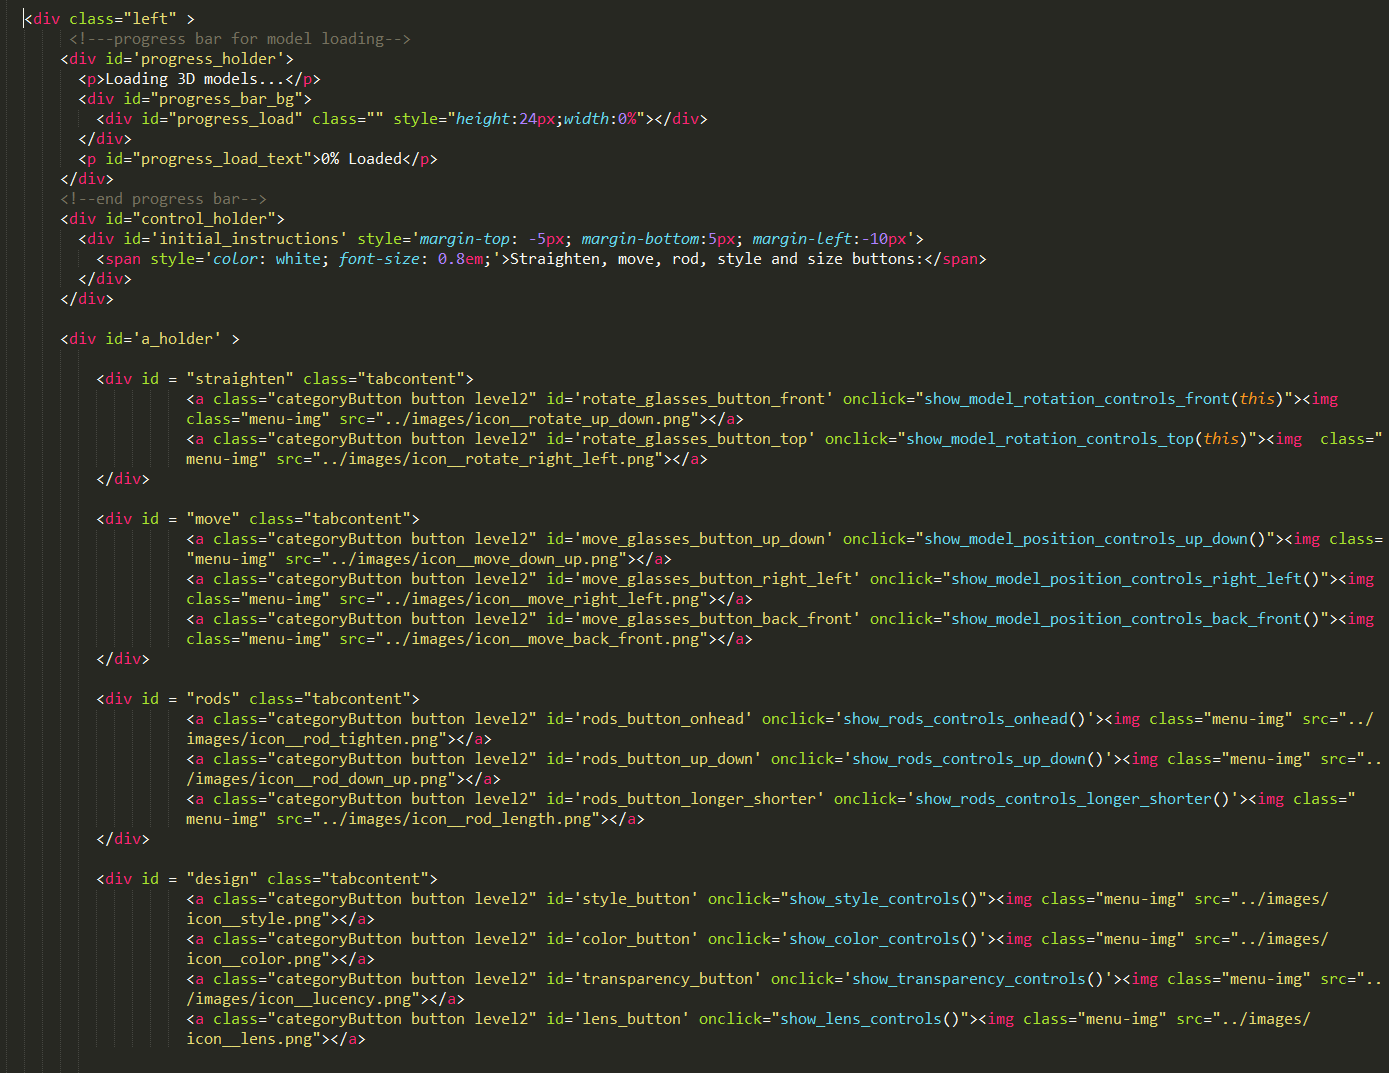 <div class="left" >
<!---progress bar for model loading-->
<div id='progress_holder'>
<p>Loading 3D models...</p>
<div id="progress_bar_bg">
<div id="progress_load" class="" style="height:24px;width:0%"></div>
</div>
<p id="progress_load_text">0% Loaded</p>
</div>
<!--end progress bar-->
<div id="control_holder">
<div id='initial_instructions' style='margin-top: -5px; margin-bottom:5px; margin-left:-10px'>
<span style='color: white; font-size: 0.8em;'>Straighten, move, rod, style and size buttons:</span>
</div>
</div>
<div id='a_holder' >
<div id = "straighten" class="tabcontent">
<a class="categoryButton button level2" id='rotate_glasses_button_front' onclick="show_model_rotation_controls_front(this)"><img
class="menu-img" src="../images/icon__rotate_up_down.png"></a>
<a class="categoryButton button level2" id='rotate_glasses_button_top' onclick="show_model_rotation_controls_top(this)"><img  class="
menu-img" src="../images/icon__rotate_right_left.png"></a>
</div>
<div id = "move" class="tabcontent">
<a class="categoryButton button level2" id='move_glasses_button_up_down' onclick="show_model_position_controls_up_down()"><img class=
"menu-img" src="../images/icon__move_down_up.png"></a>
<a class="categoryButton button level2" id='move_glasses_button_right_left' onclick="show_model_position_controls_right_left()"><img
class="menu-img" src="../images/icon__move_right_left.png"></a>
<a class="categoryButton button level2" id='move_glasses_button_back_front' onclick="show_model_position_controls_back_front()"><img
class="menu-img" src="../images/icon__move_back_front.png"></a>
</div>
<div id = "rods" class="tabcontent">
<a class="categoryButton button level2" id='rods_button_onhead' onclick='show_rods_controls_onhead()'><img class="menu-img" src="../
images/icon__rod_tighten.png"></a>
<a class="categoryButton button level2" id='rods_button_up_down' onclick='show_rods_controls_up_down()'><img class="menu-img" src="..
/images/icon__rod_down_up.png"></a>
<a class="categoryButton button level2" id='rods_button_longer_shorter' onclick='show_rods_controls_longer_shorter()'><img class="
menu-img" src="../images/icon__rod_length.png"></a>
</div>
<div id = "design" class="tabcontent">
<a class="categoryButton button level2" id='style_button' onclick="show_style_controls()"><img class="menu-img" src="../images/
icon__style.png"></a>
<a class="categoryButton button level2" id='color_button' onclick='show_color_controls()'><img class="menu-img" src="../images/
icon__color.png"></a>
<a class="categoryButton button level2" id='transparency_button' onclick='show_transparency_controls()'><img class="menu-img" src="..
/images/icon__lucency.png"></a>
<a class="categoryButton button level2" id='lens_button' onclick="show_lens_controls()"><img class="menu-img" src="../images/
icon__lens.png"></a>